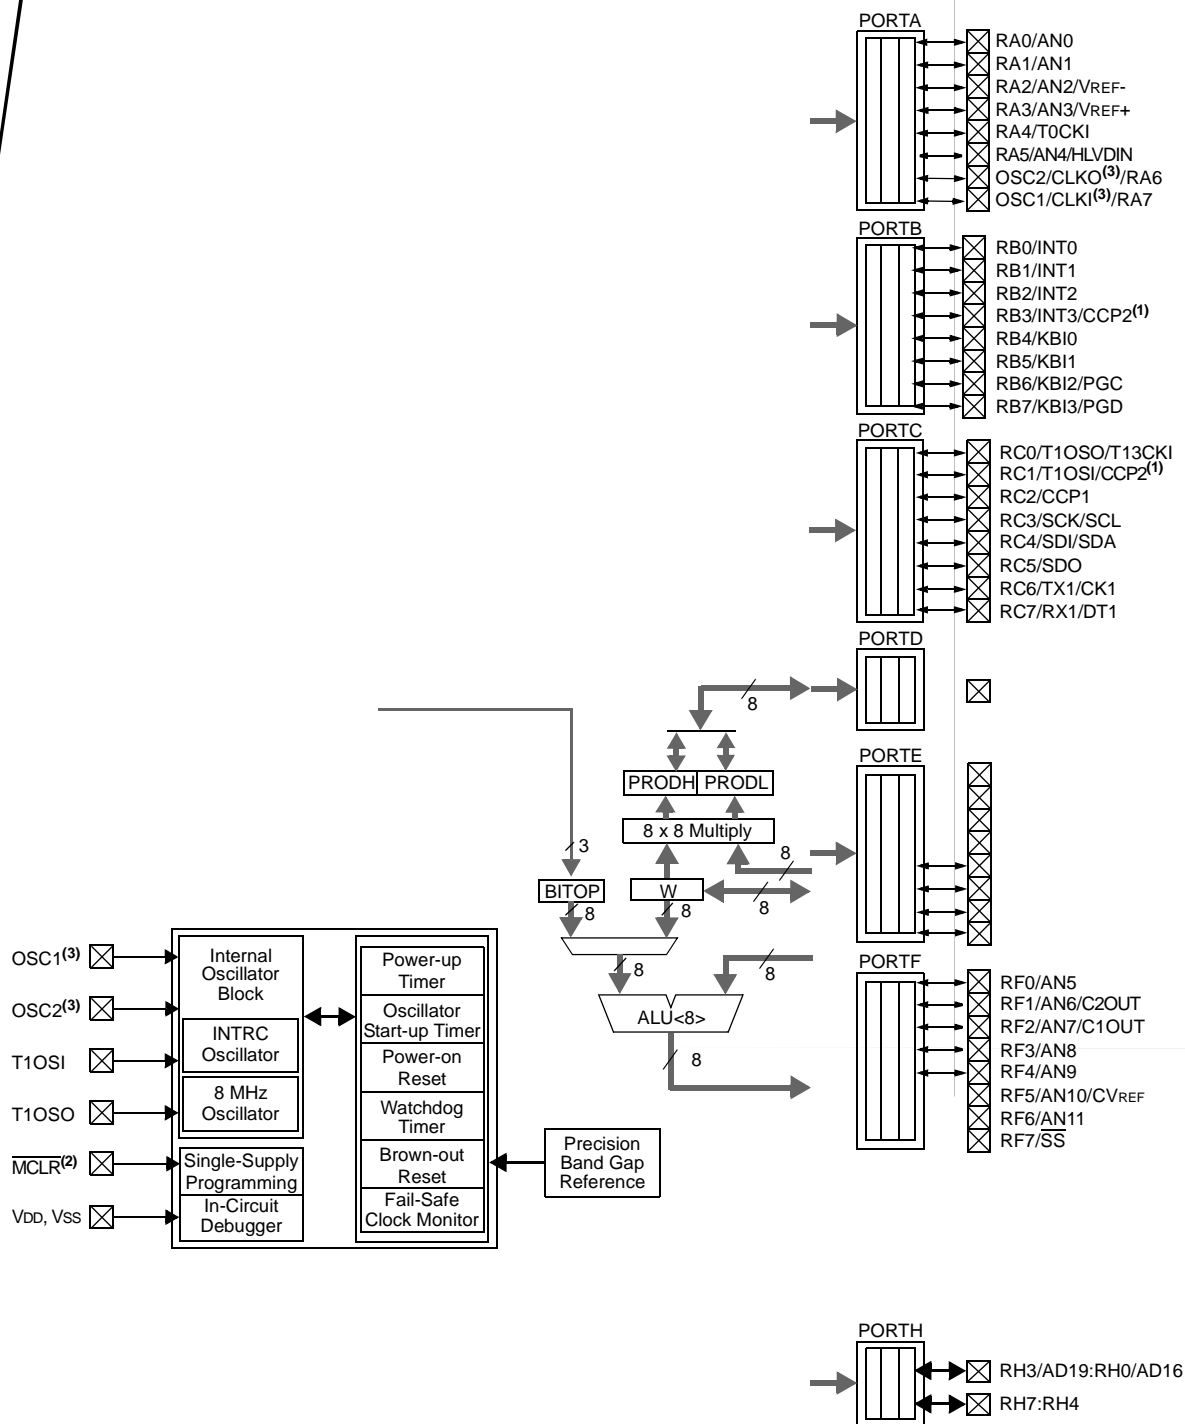 PORTA
RA0/AN0
RA1/AN1
RA2/AN2/VREF-
RA3/AN3/VREF+
RA4/T0CKI
RA5/AN4/HLVDIN
OSC2/CLKO(3)/RA6
OSC1/CLKI(3)/RA7
PORTB
RB0/INT0
RB1/INT1
RB2/INT2
RB3/INT3/CCP2(1)
RB4/KBI0
RB5/KBI1
RB6/KBI2/PGC
RB7/KBI3/PGD
PORTC
RC0/T1OSO/T13CKI
RC1/T1OSI/CCP2(1)
RC2/CCP1
RC3/SCK/SCL
RC4/SDI/SDA
RC5/SDO
RC6/TX1/CK1
RC7/RX1/DT1
PORTD
8
PRODH PRODL
8 x 8 Multiply
3
8
BITOP
W
8
8
8
8
8
ALU<8>
8
PORTE
PORTF
RF0/AN5
RF1/AN6/C2OUT
RF2/AN7/C1OUT
RF3/AN8
RF4/AN9
RF5/AN10/CVREF
RF6/AN11
RF7/SS
OSC1(3)
OSC2(3)
T1OSI
T1OSO
MCLR(2)
VDD, VSS
Internal
Oscillator
Block
INTRC
Oscillator
8 MHz
Oscillator
Single-Supply
Programming
In-Circuit
Debugger
Power-up
Timer
Oscillator
Start-up Timer
Power-on
Reset
Watchdog
Timer
Brown-out
Reset
Fail-Safe
Clock Monitor
Precision
Band Gap
Reference
PORTH
RH3/AD19:RH0/AD16
RH7:RH4